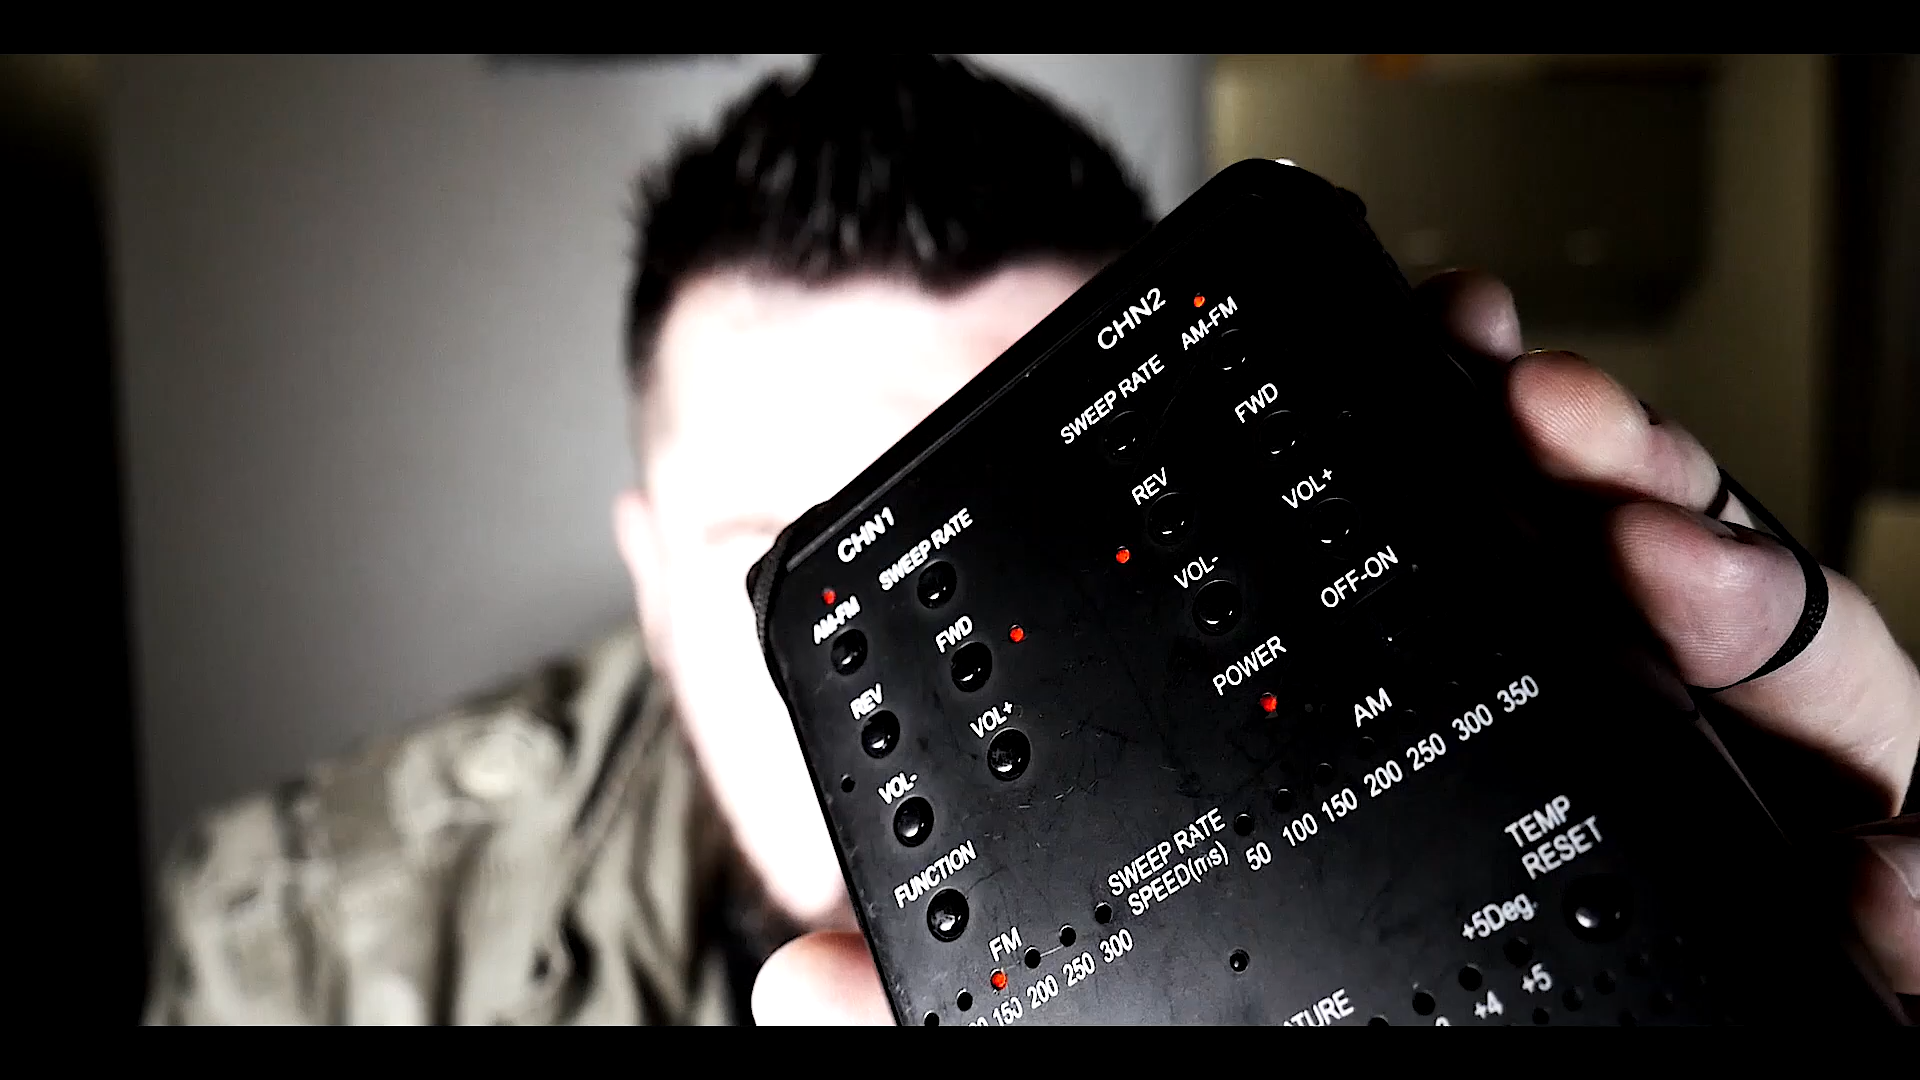 CHN1
SWEEP RATE
AM-FM
FWD
REV
VOL+
VOL-
FUNCTION
CHN2
AM-FM
SWEEP RATE
FWD
REV
VOL+
VOL-
OFF-ON
POWER
AM
50 100 150 200 250 300 350
SWEEP RATE
SPEED(ms)
FM
150 200 250 300
TEMP
RESET
+5Deg.
+4 +5